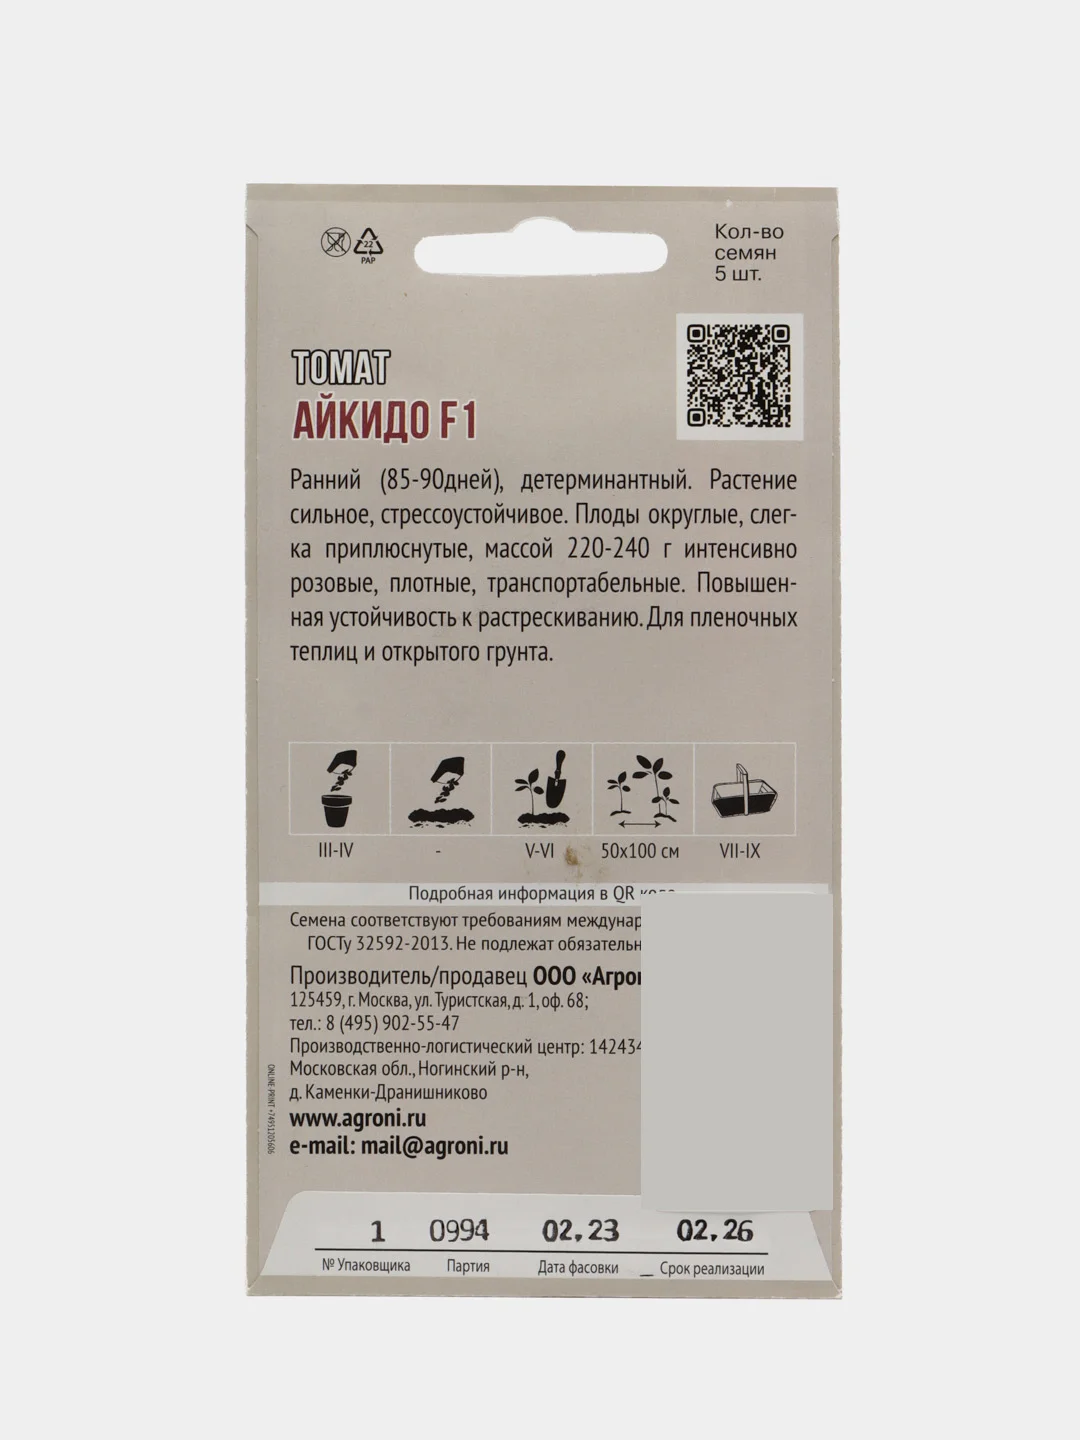 Кол-во
семян
5 шт.
22
PAP
ТОМАТ
АЙКИДО F1
Ранний (85-90дней), детерминантный. Растение
сильное, стрессоустойчивое. Плоды округлые, слег-
ка приплюснутые, массой 220-240 г интенсивно
розовые, плотные, транспортабельные. Повышен-
ная устойчивость к растрескиванию. Для пленочных
теплиц и открытого грунта.
III-IV - V-VI 50х100 см VII-IX
Подробная информация в QR
Семена соответствуют требованиям
ГОСТу 32592-2013. Не подлежат
Производитель/продавец ООО
125459, г. Москва, ул. Туристская, д. 1, оф. 68;
тел.: 8 (495) 902-55-47
Производственно-логистический центр: 142434
Московская обл., Ногинский р-н,
д. Каменки-Дранишниково
www.agroni.ru
e-mail: mail@agroni.ru
ONLINE PRINT +74951205606
1 0994 02.23 02.26
№ Упаковщика Партия Дата фасовки Срок реализации